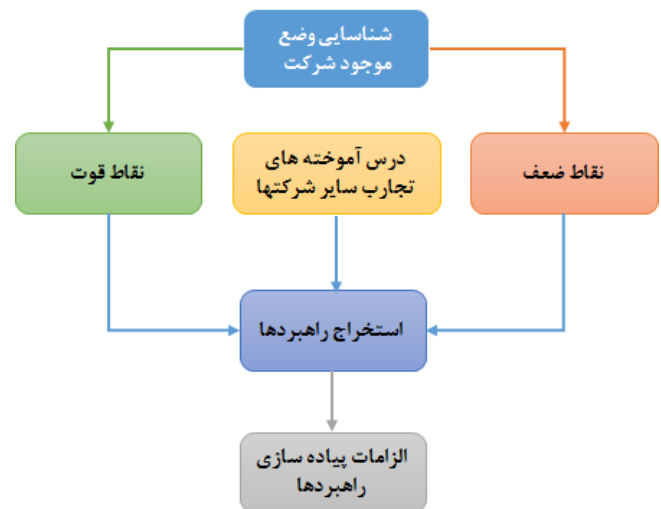 شناسایی وضع
موجود شرکت
نقاط قوت
درس آموخته های
تجارب سایر شرکتها
نقاط ضعف
استخراج راهبردها
الزامات پیاده سازی
راهبردها